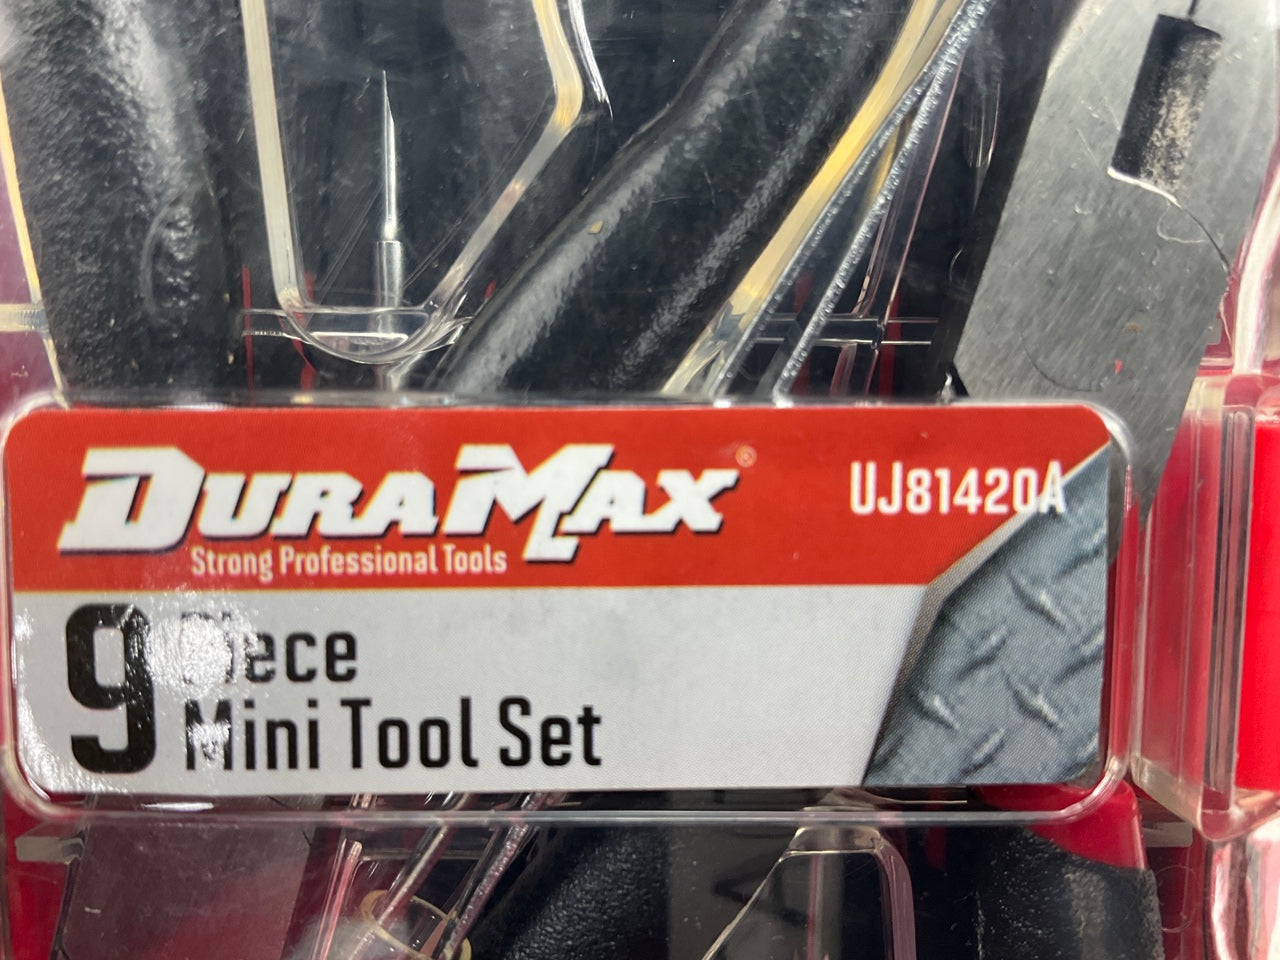 DURAMAX®
UJ81420A
Strong Professional Tools
9 Piece
Mini Tool Set